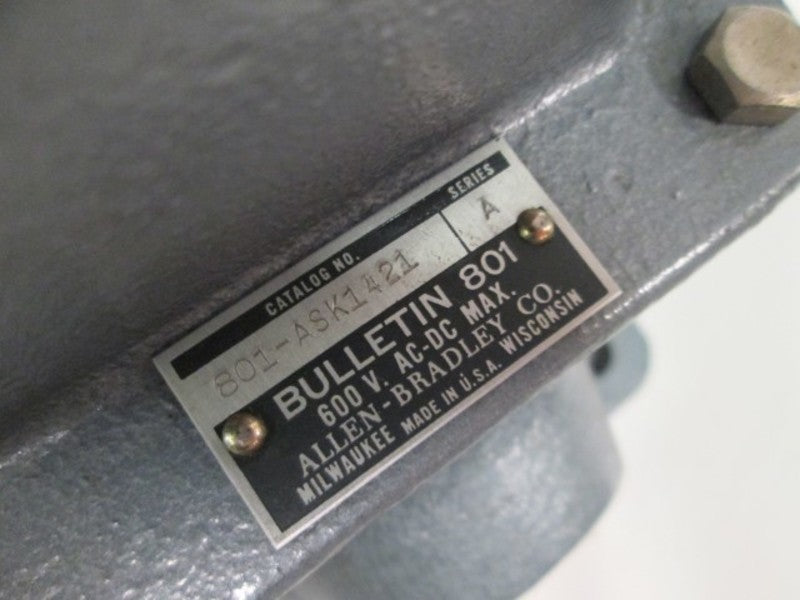 CATALOG NO. SERIES
801-ASK1421 A
BULLETIN 801
600 V. AC-DC MAX.
ALLEN-BRADLEY CO.
MILWAUKEE MADE IN U.S.A. WISCONSIN